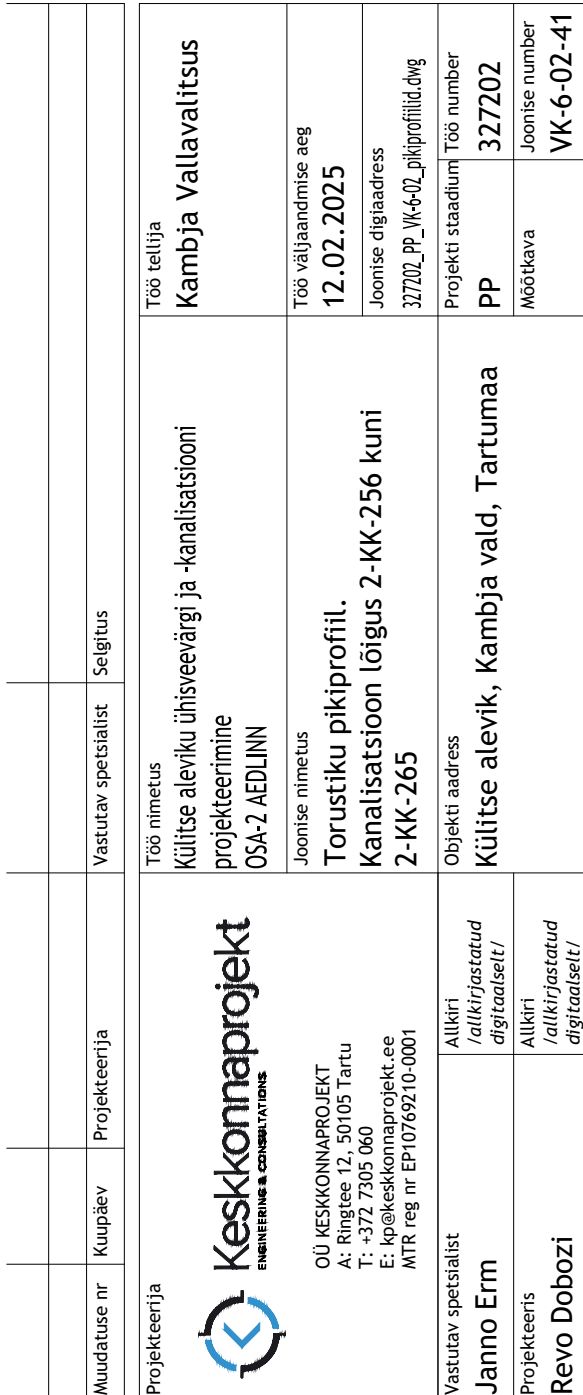 Muudatuse nr
Kuupäev
Projekteerija
Vastutav spetsialist
Selgitus
Projekteerija
Keskkonnaprojekt
ENGINEERING & CONSULTATIONS
OÜ KESKKONNAPROJEKT
A: Ringtee 12, 50105 Tartu
T: +372 7305 060
E: kp@keskkonnaprojekt.ee
MTR reg nr EP10769210-0001
Töö nimetus
Külitse aleviku ühisveevärgi ja -kanalisatsiooni
projekteerimine
OSA-2 AEDLINN
Töö tellija
Kambja Vallavalitsus
Joonise nimetus
Torustiku pikiprofiil.
Kanalisatsioon lõigus 2-KK-256 kuni
2-KK-265
Töö väljaandmise aeg
12.02.2025
Joonise digiaadress
327202_PP_VK-6-02_pikiprofiilid.dwg
Vastutav spetsialist
Janno Erm
Allkiri
/allkirjastatud
digitaalselt/
Objekti aadress
Külitse alevik, Kambja vald, Tartumaa
Projekti staadium
PP
Töö number
327202
Projekteeris
Revo Dobozi
Allkiri
/allkirjastatud
digitaalselt/
Mõõtkava
Joonise number
VK-6-02-41